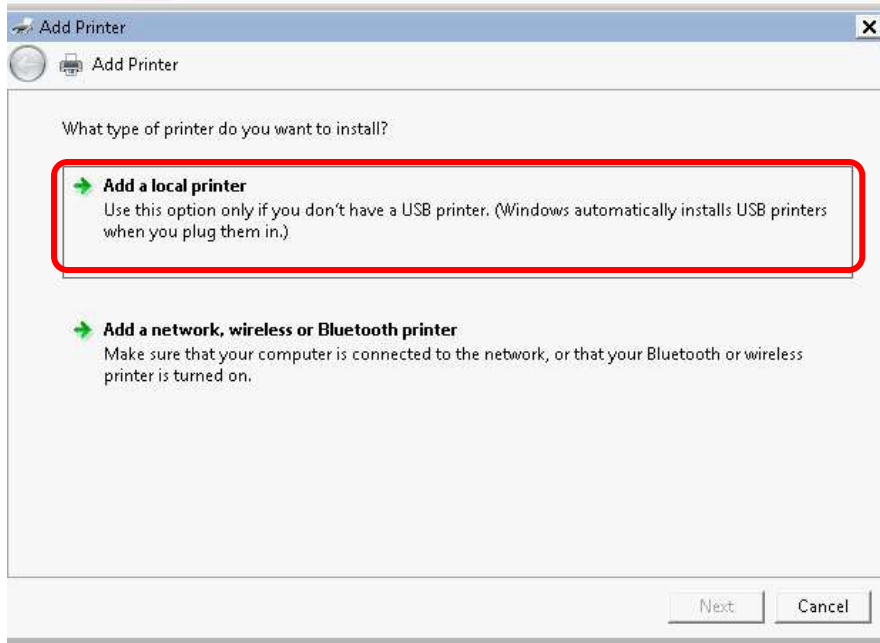 Add Printer
Add Printer
What type of printer do you want to install?
Add a local printer
Use this option only if you don't have a USB printer. (Windows automatically installs USB printers
when you plug them in.)
Add a network, wireless or Bluetooth printer
Make sure that your computer is connected to the network, or that your Bluetooth or wireless
printer is turned on.
Next Cancel